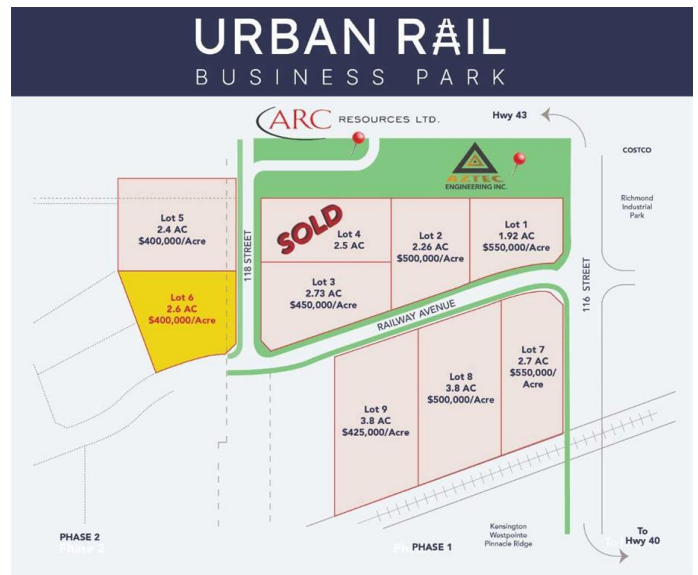 URBAN RAIL
BUSINESS PARK
ARC RESOURCES LTD.
Hwy 43
COSTCO
AZTEC
ENGINEERING INC.
Richmond
Industrial
Park
Lot 5
2.4 AC
$400,000/Acre
118 STREET
SOLD
Lot 4
2.5 AC
Lot 2
2.26 AC
$500,000/Acre
Lot 1
1.92 AC
$550,000/Acre
Lot 6
2.6 AC
$400,000/Acre
Lot 3
2.73 AC
$450,000/Acre
116 STREET
RAILWAY AVENUE
Lot 7
2.7 AC
$550,000/
Acre
Lot 8
3.8 AC
$500,000/Acre
Lot 9
3.8 AC
$425,000/Acre
PHASE 2
Phase 2
PHASE 1
Kensington
Westpointe
Pinnacle Ridge
To
Hwy 40